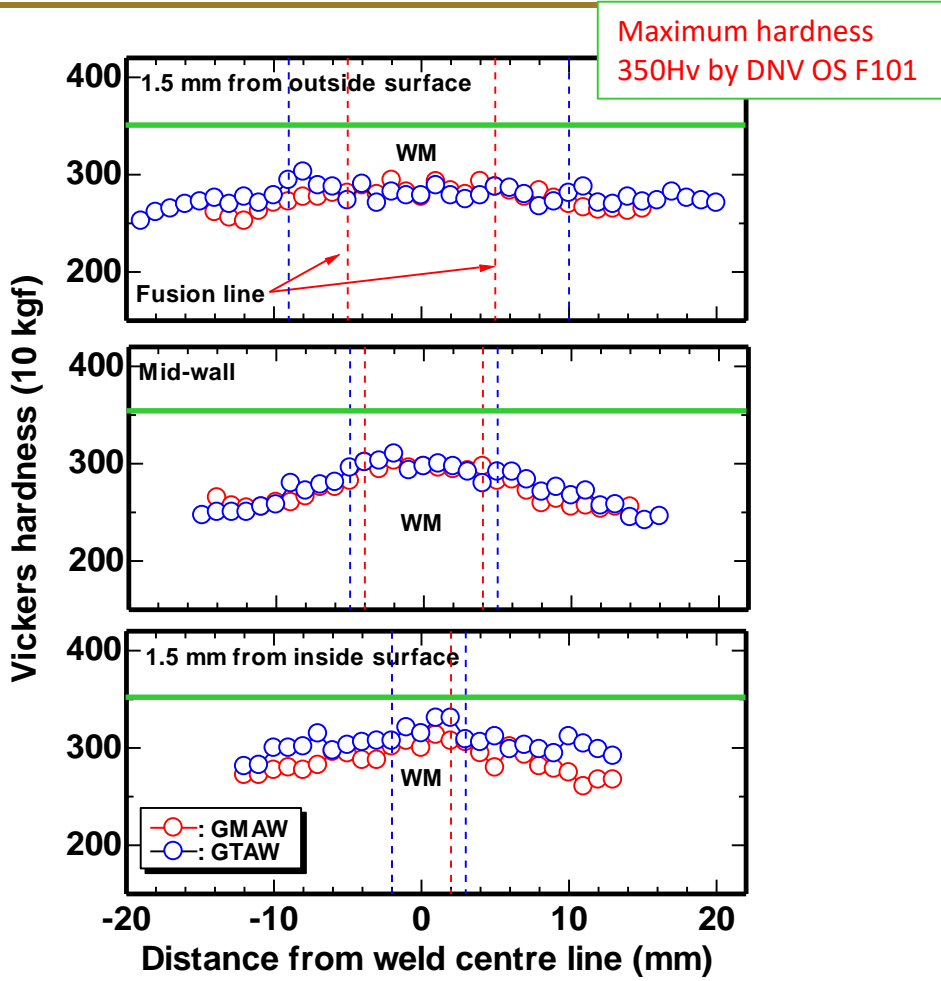 Maximum hardness
350Hv by DNV OS F101
Vickers hardness (10 kgf)
400
300
200
1.5 mm from outside surface
WM
Fusion line
400
300
200
Mid-wall
WM
400
300
200
1.5 mm from inside surface
WM
: GMAW
: GTAW
-20 -10 0 10 20
Distance from weld centre line (mm)